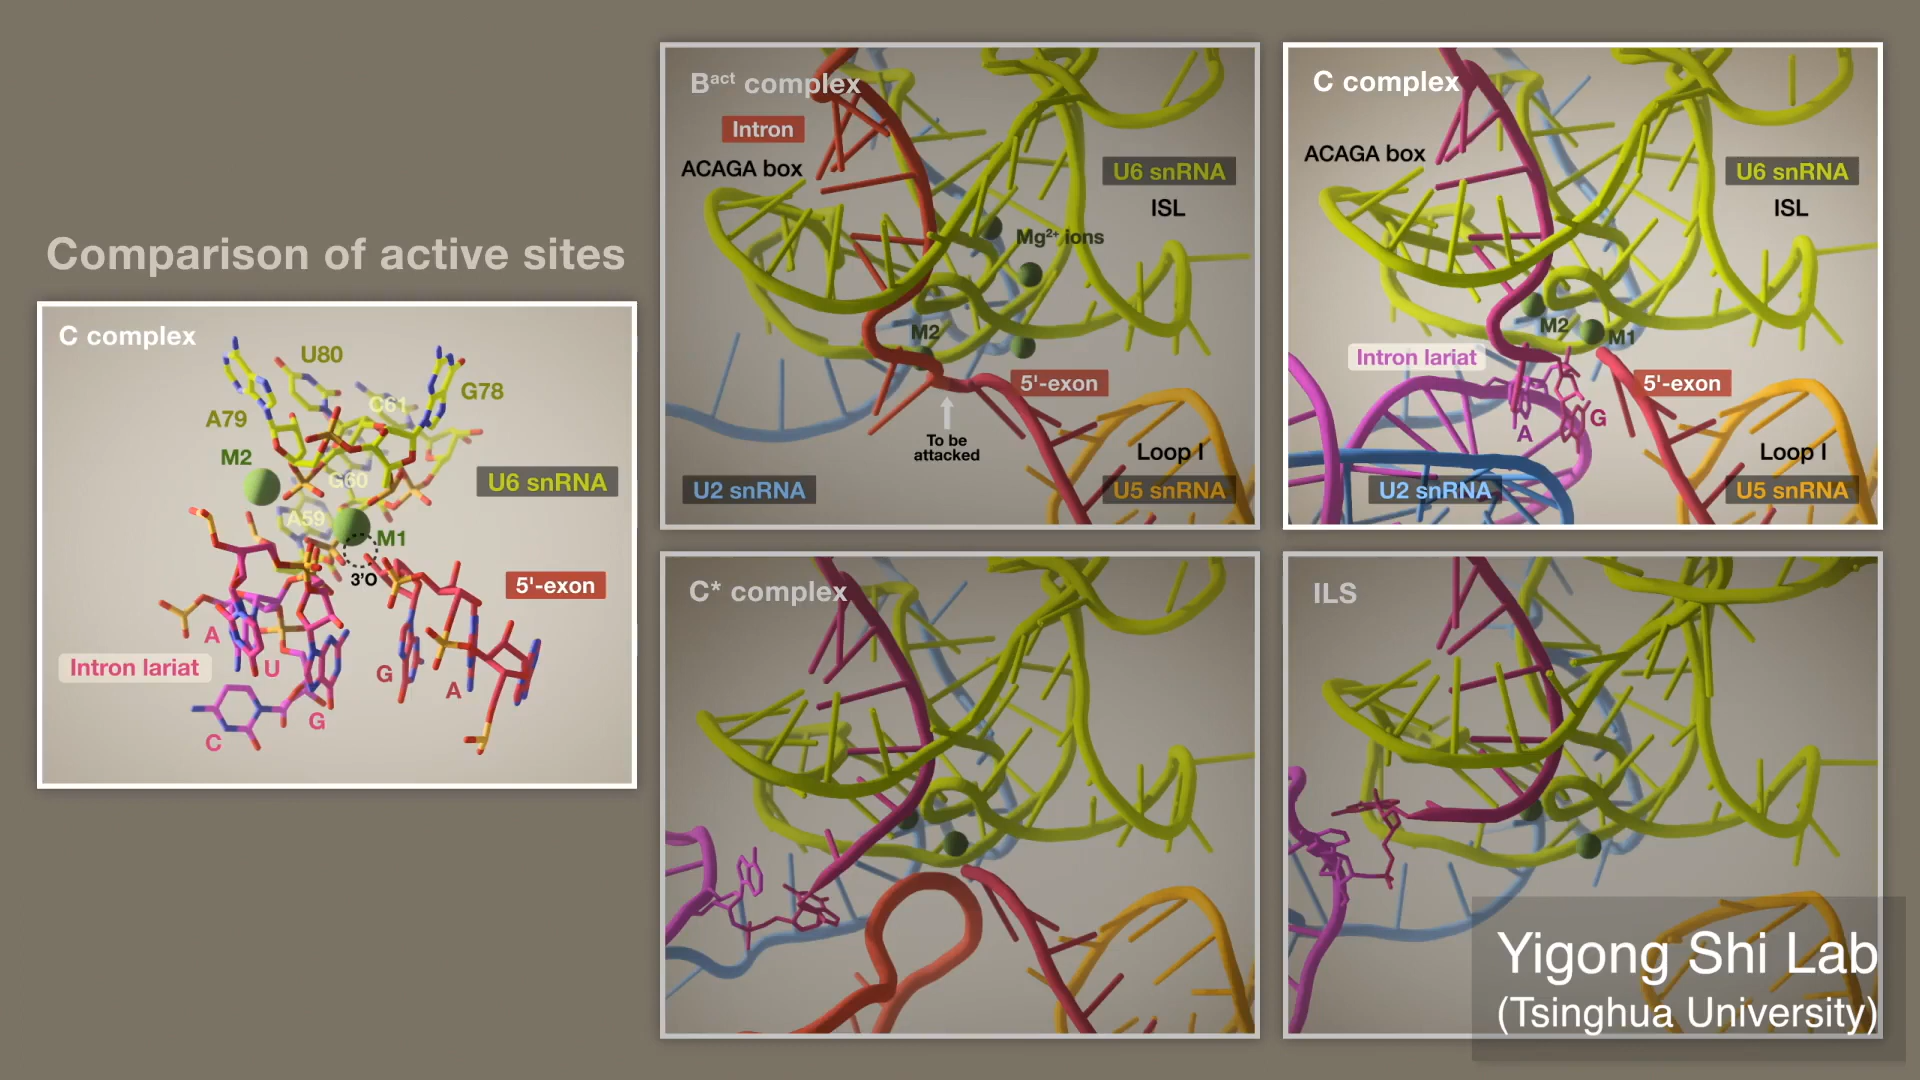 Comparison of active sites
C complex
U80
G78
C61
A79
M2
G60
U6 snRNA
A59
M1
3'O
5'-exon
A
U
Intron lariat
G
A
G
C
Bact complex
Intron
ACAGA box
U6 snRNA
ISL
Mg2+ ions
M2
5'-exon
To be
attacked
Loop I
U2 snRNA
U5 snRNA
C complex
ACAGA box
U6 snRNA
ISL
M2
M1
Intron lariat
5'-exon
G
A
Loop I
U2 snRNA
U5 snRNA
C* complex
ILS
Yigong Shi Lab
(Tsinghua University)